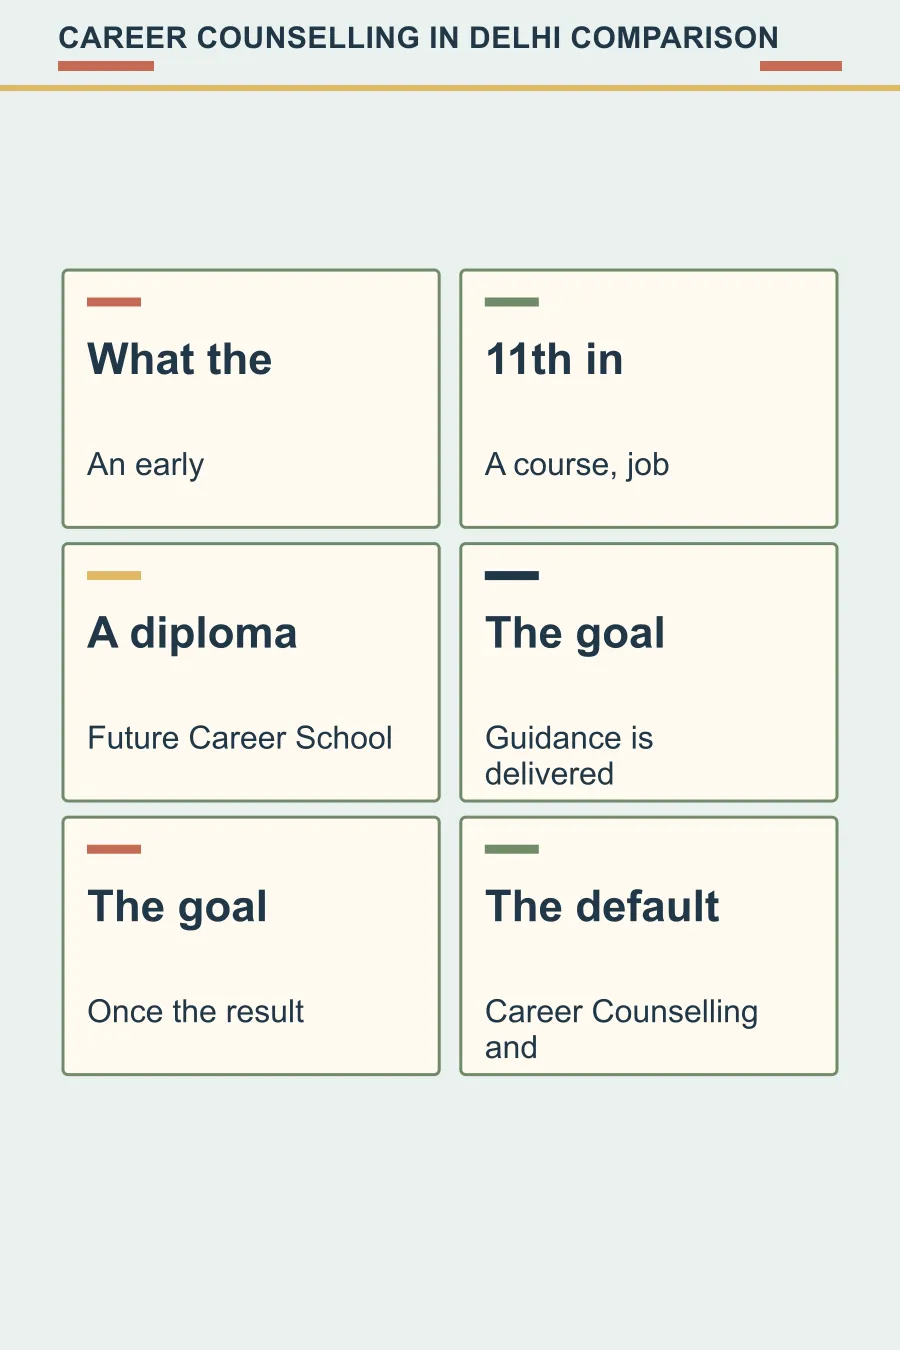 CAREER COUNSELLING IN DELHI COMPARISON
What the
An early
11th in
A course, job
A diploma
Future Career School
The goal
Guidance is
delivered
The goal
Once the result
The default
Career Counselling
and